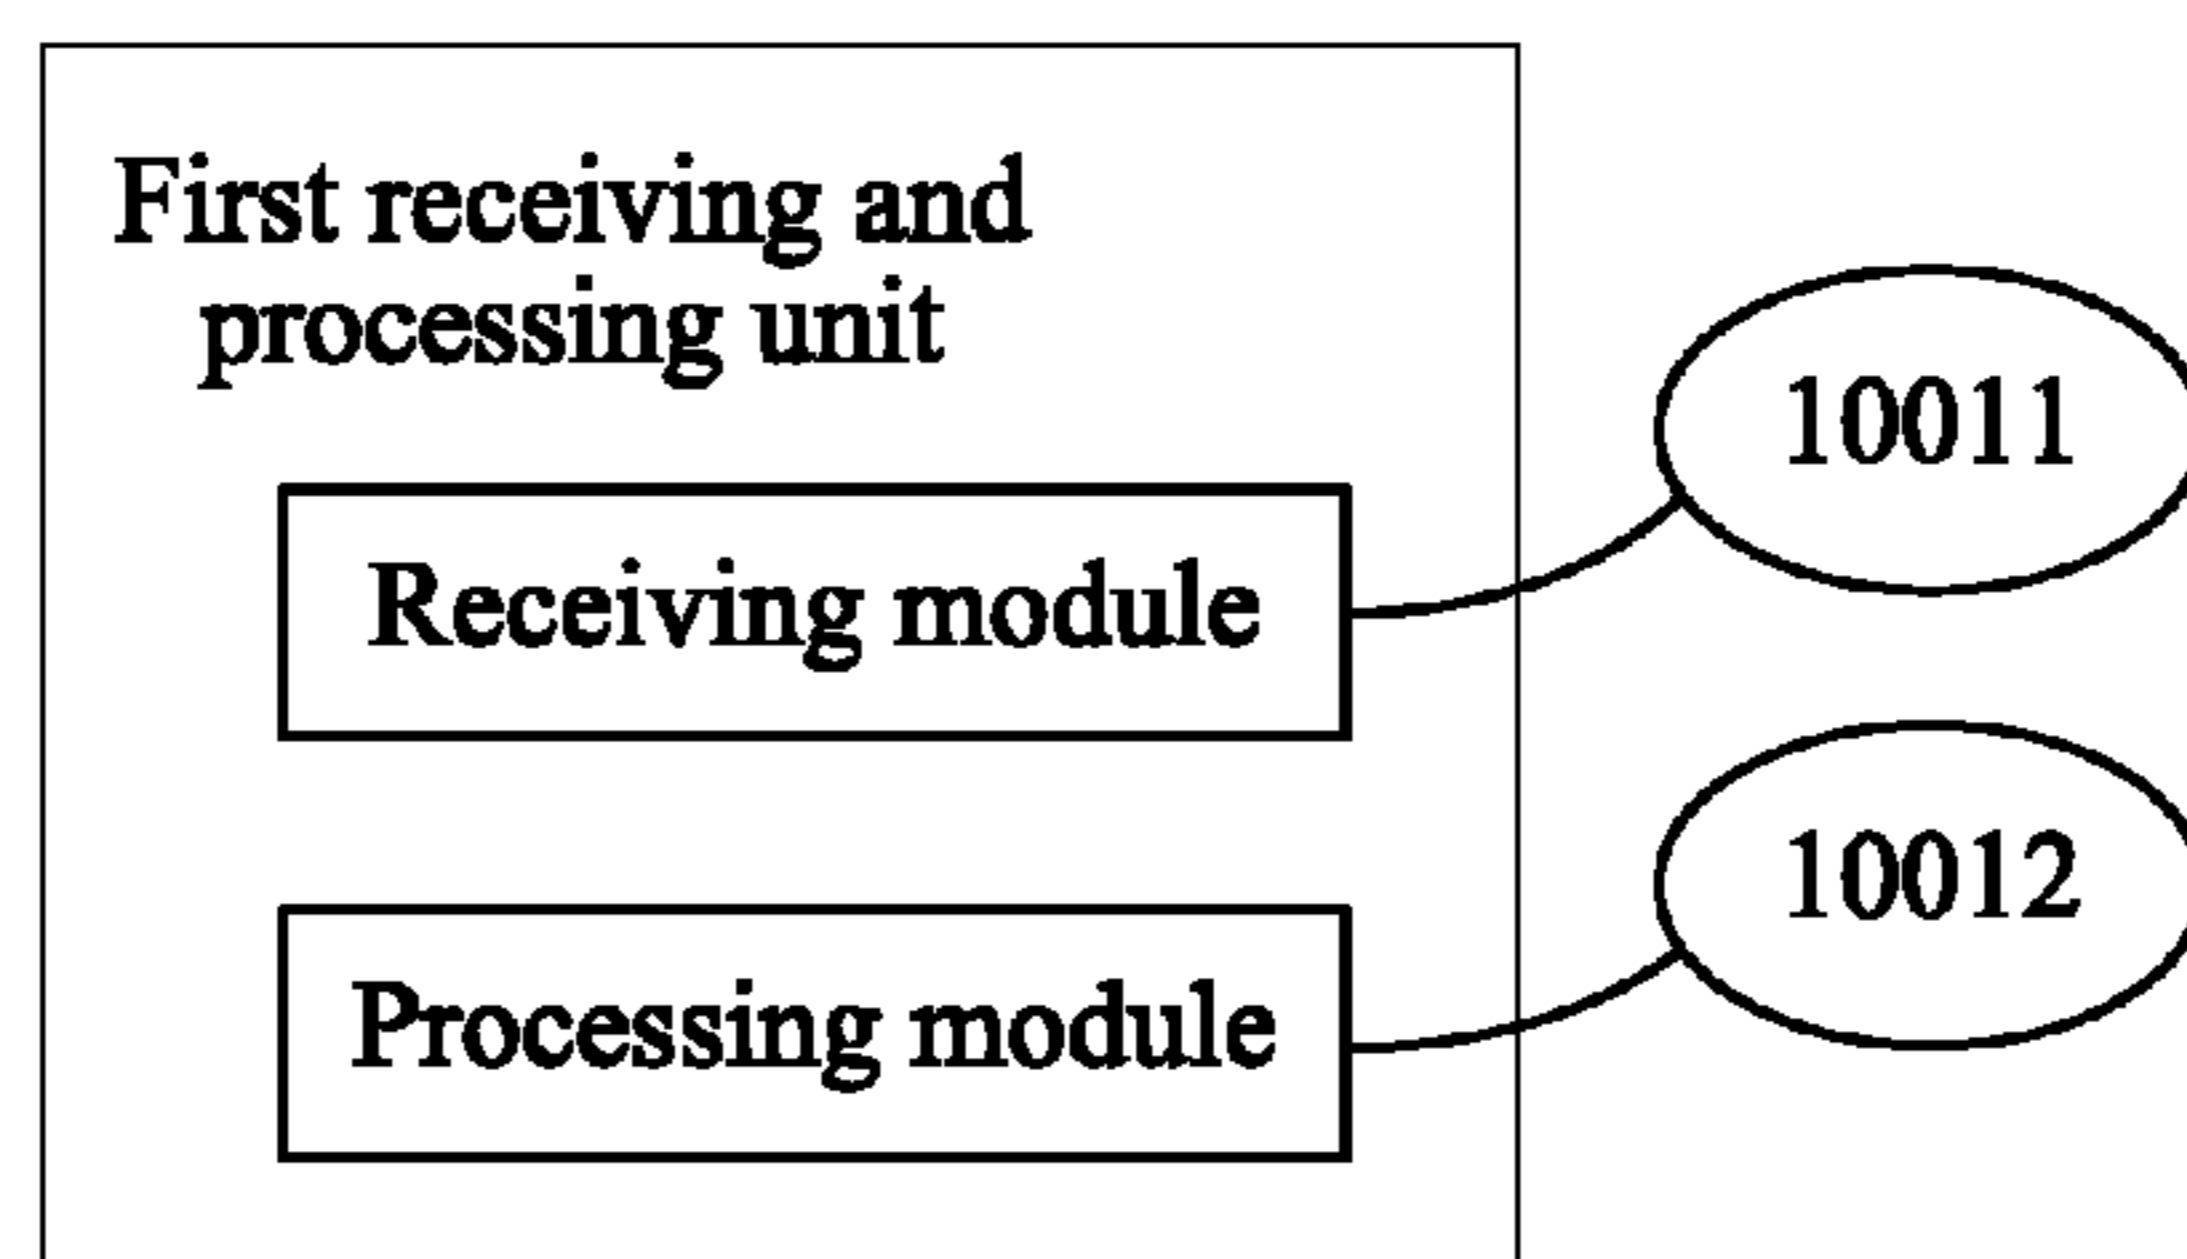 First receiving and
processing unit
10011
Receiving module
10012
Processing module